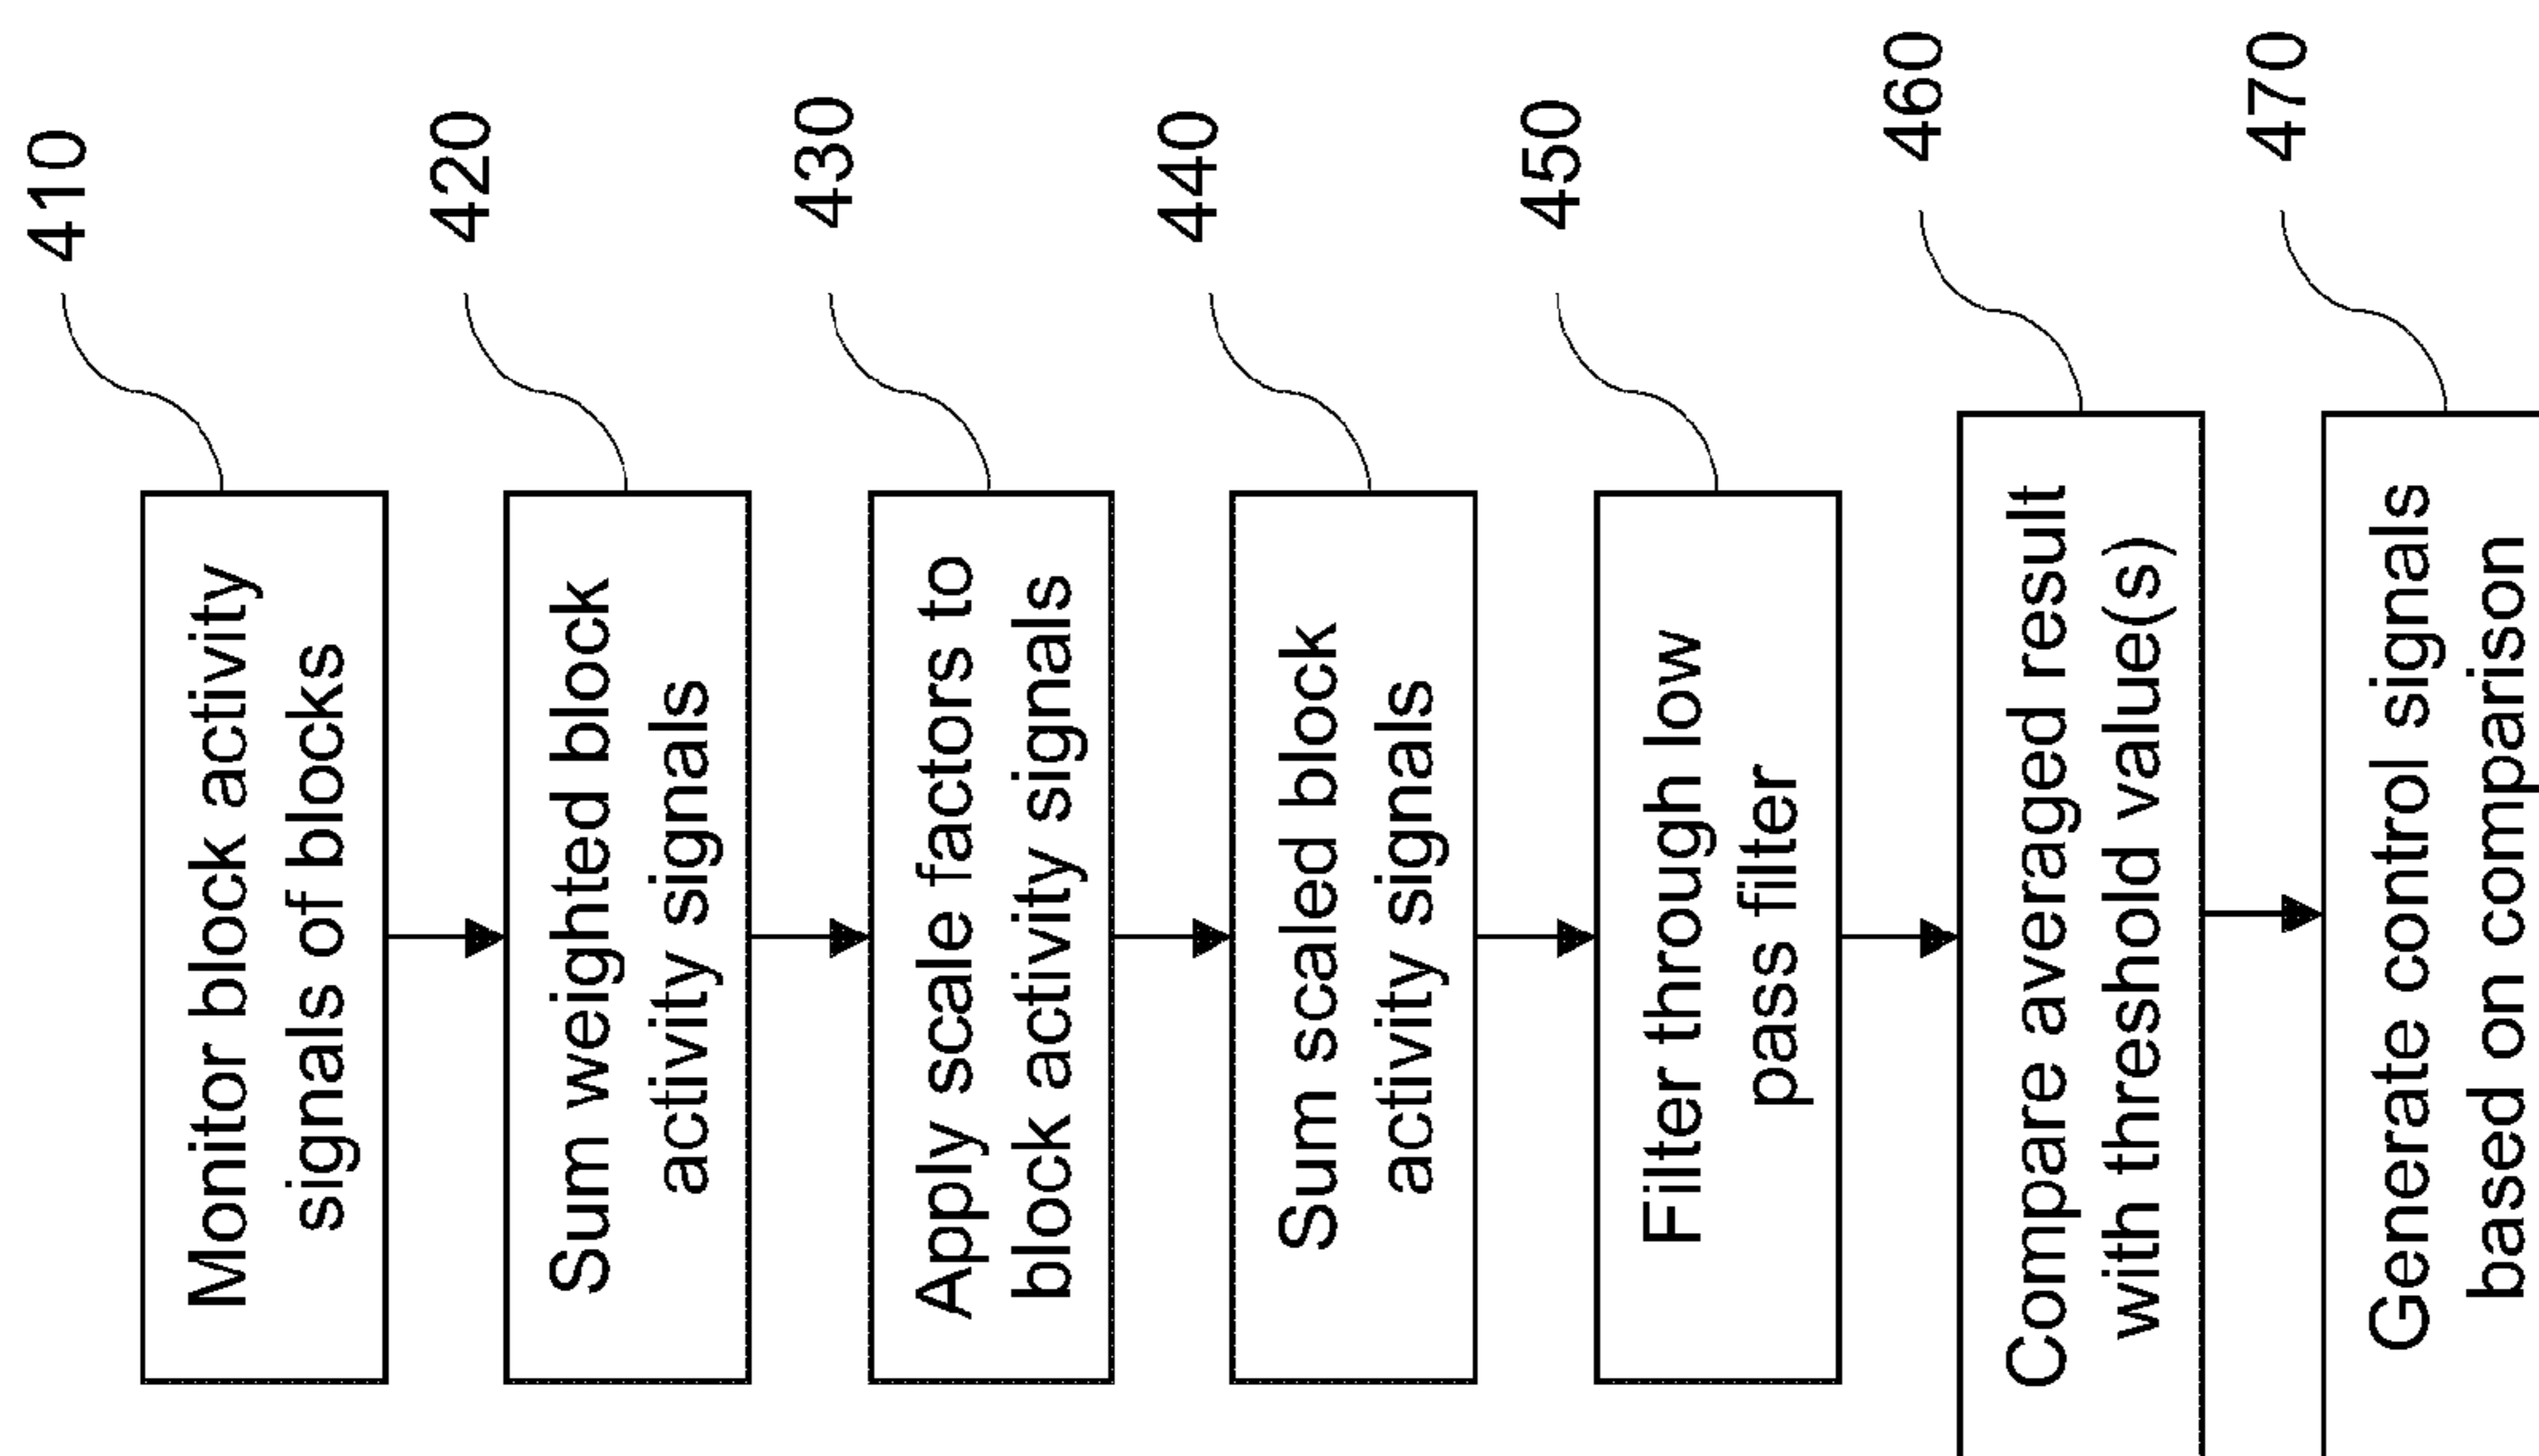 410
Monitor block activity
signals of blocks
420
Sum weighted block
activity signals
430
Apply scale factors to
block activity signals
440
Sum scaled block
activity signals
450
Filter through low
pass filter
460
Compare averaged result
with threshold value(s)
470
Generate control signals
based on comparison